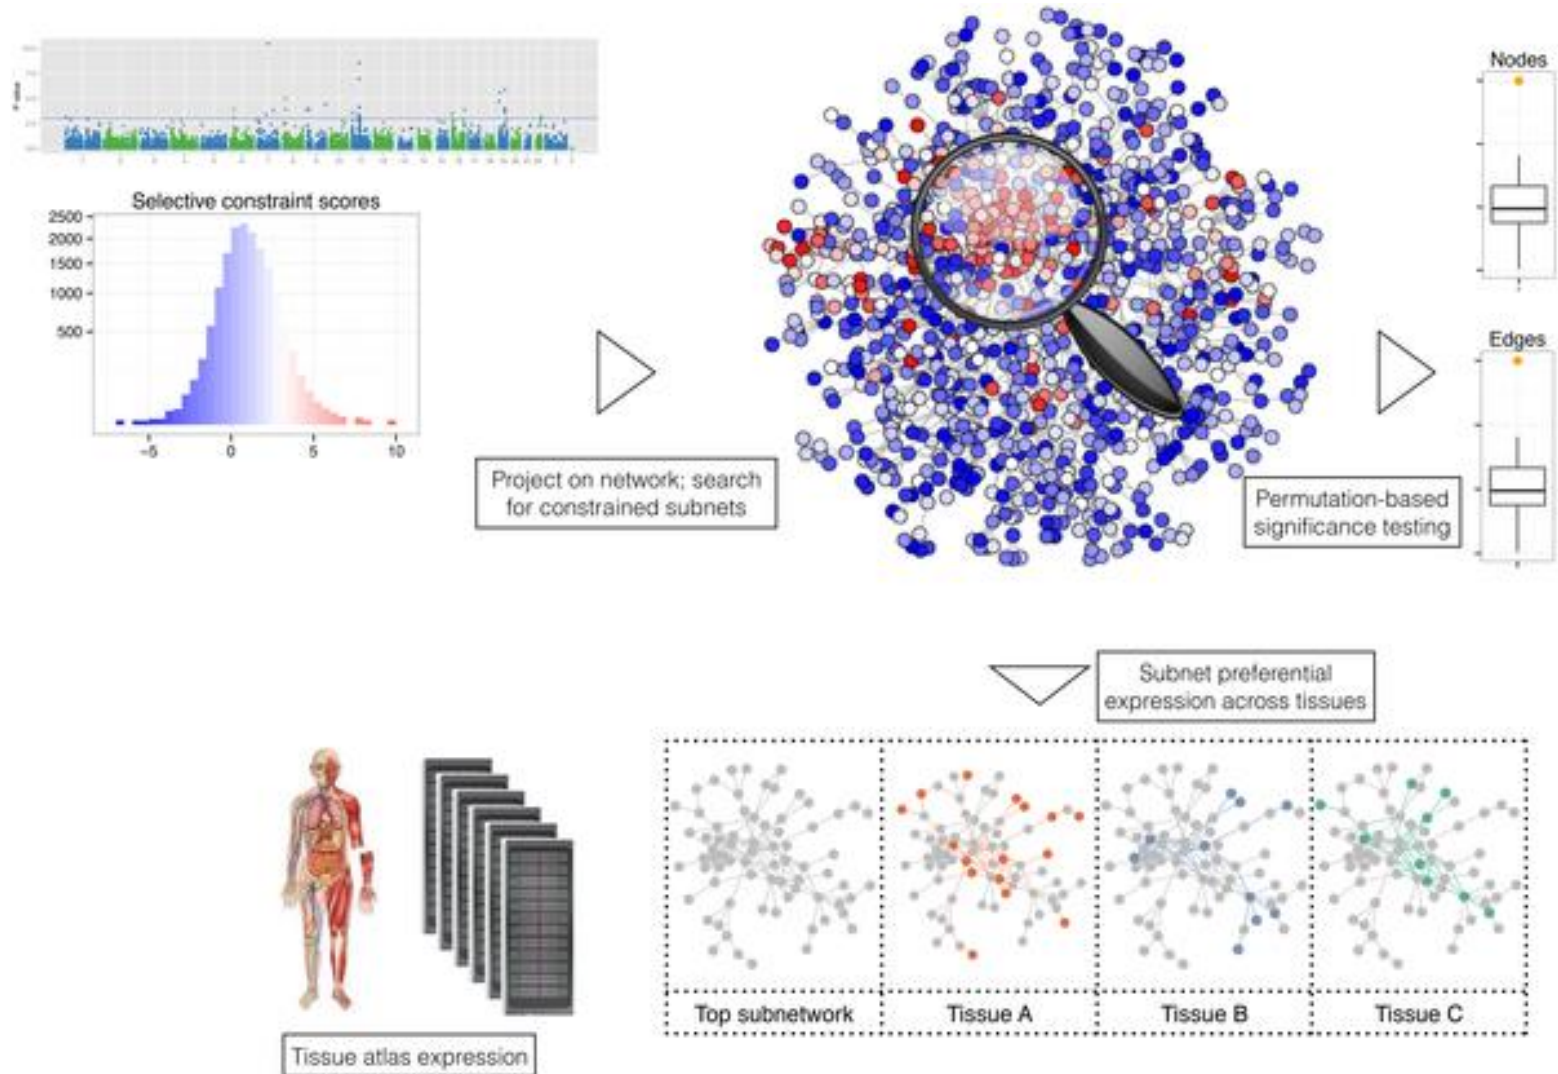 P value
Selective constraint scores
2500
2000
1500
1000
500
-5 0 5 10
Project on network; search
for constrained subnets
Nodes
Edges
Permutation-based
significance testing
Subnet preferential
expression across tissues
Top subnetwork
Tissue A
Tissue B
Tissue C
Tissue atlas expression